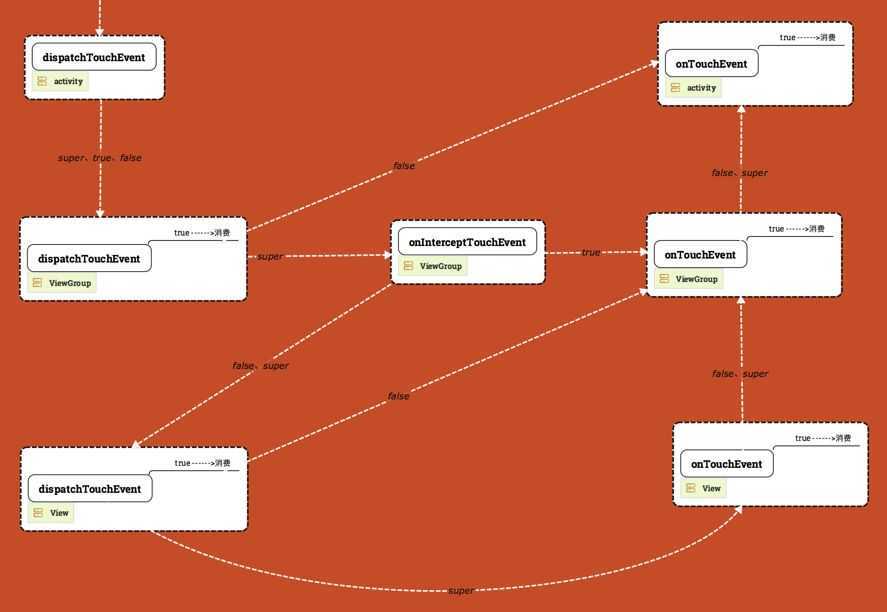 dispatchTouchEvent
activity
true ------>消费
onTouchEvent
activity
super、true、false
false
false、super
true ------>消费
dispatchTouchEvent
ViewGroup
super
onInterceptTouchEvent
ViewGroup
true
true ------>消费
onTouchEvent
ViewGroup
false、super
false
false、super
true ------>消费
dispatchTouchEvent
View
true ------>消费
onTouchEvent
View
super